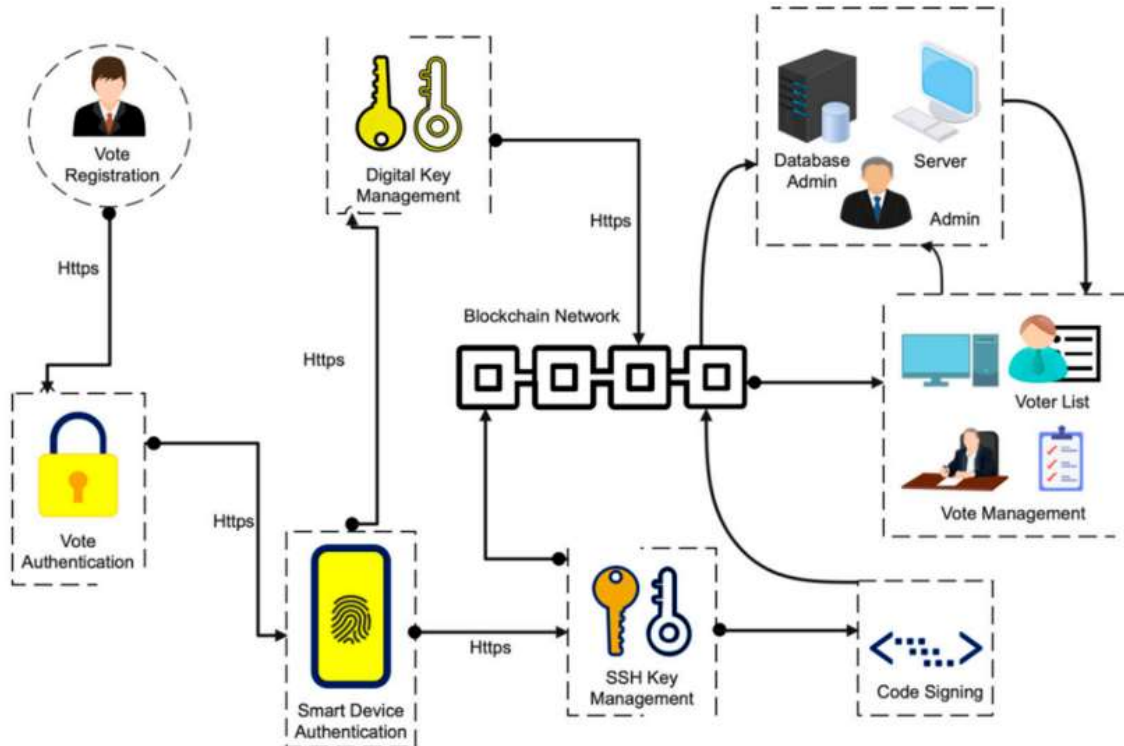 Vote
Registration
Https
Vote
Authentication
Https
Smart Device
Authentication
Https
Digital Key
Management
Https
Https
SSH Key
Management
Code Signing
Blockchain Network
Database
Admin
Server
Admin
Voter List
Vote Management